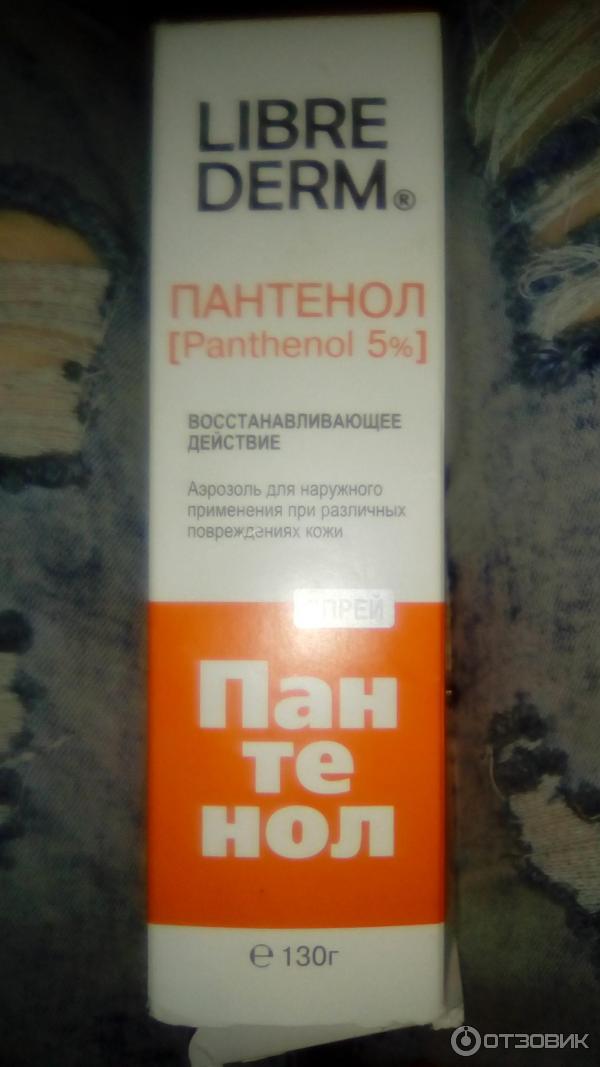 LIBRE
DERM®
ПАНТЕНОЛ
[Panthenol 5%]
ВОССТАНАВЛИВАЮЩЕЕ
ДЕЙСТВИЕ
Аэрозоль для наружного
применения при различных
повреждениях кожи
СПРЕЙ
Пан
те
нол
℮ 130г
ОТЗОВИК